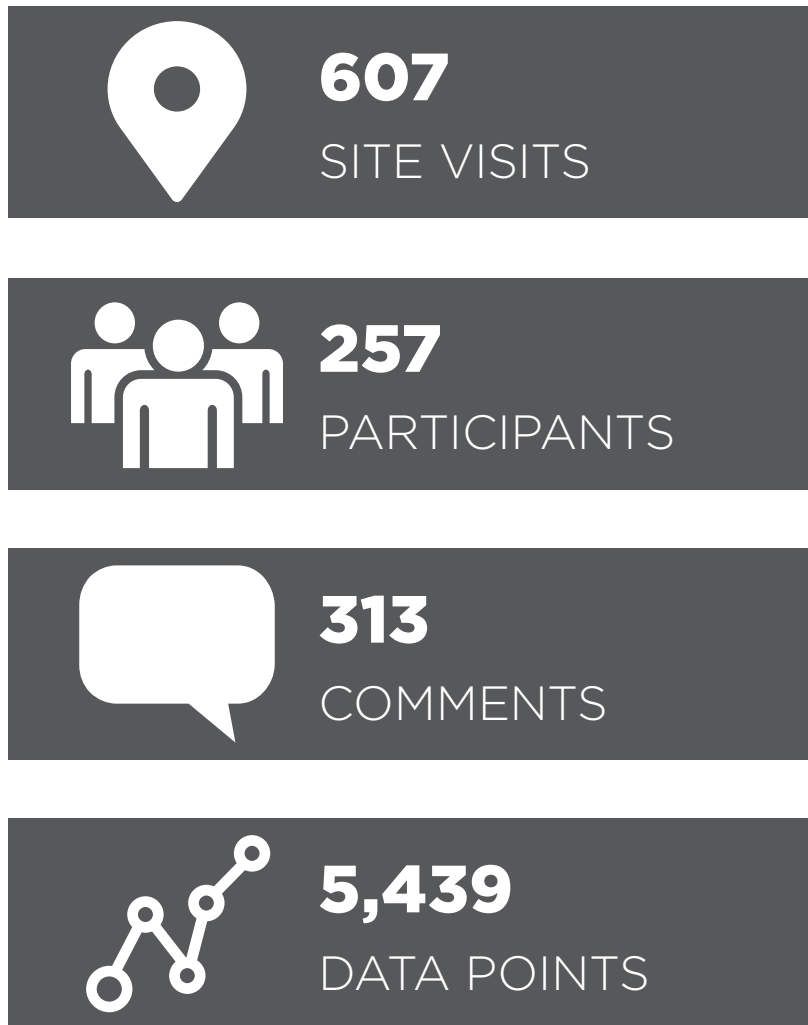 607
SITE VISITS
257
PARTICIPANTS
313
COMMENTS
5,439
DATA POINTS